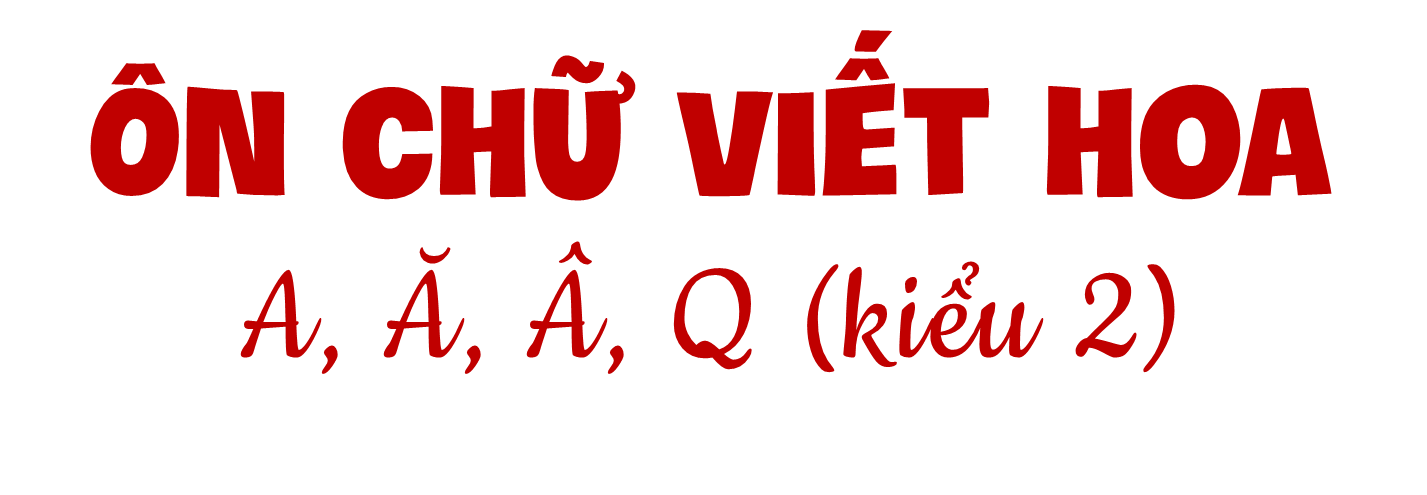 ÔN CHỮ VIẾT HOA
A, Ă, Â, Q (kiểu 2)